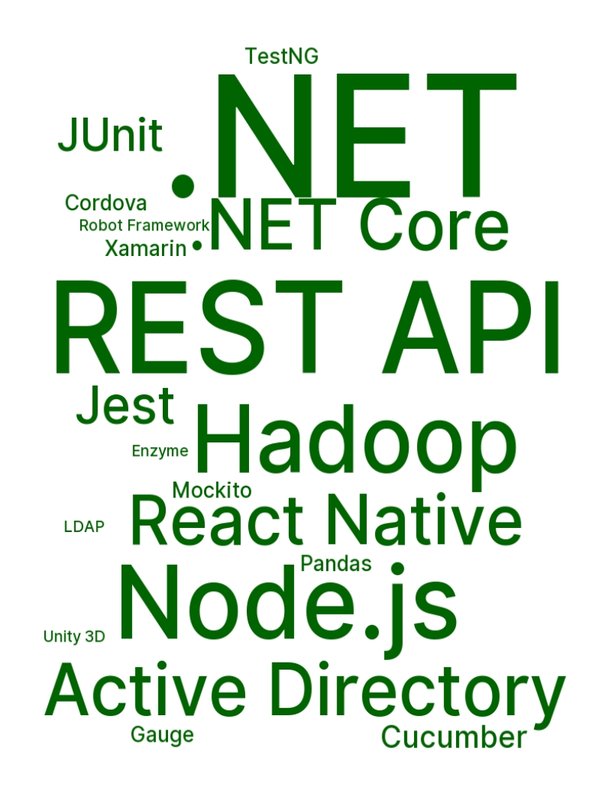 TestNG
.NET
JUnit
Cordova
Robot Framework
.NET Core
Xamarin
REST API
Jest
Hadoop
Enzyme
Mockito
React Native
LDAP
Pandas
Node.js
Unity 3D
Active Directory
Gauge
Cucumber